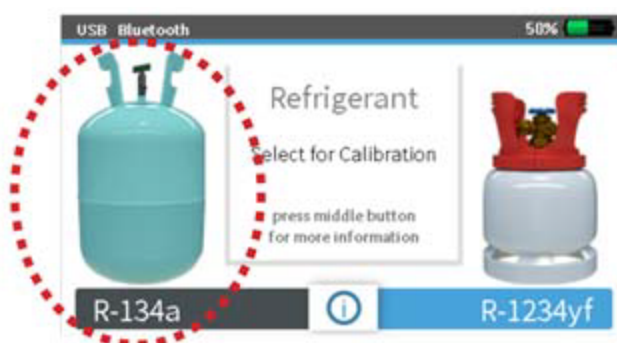 USB Bluetooth 50%
Refrigerant
Select for Calibration
press middle button
for more information
R-134a R-1234yf